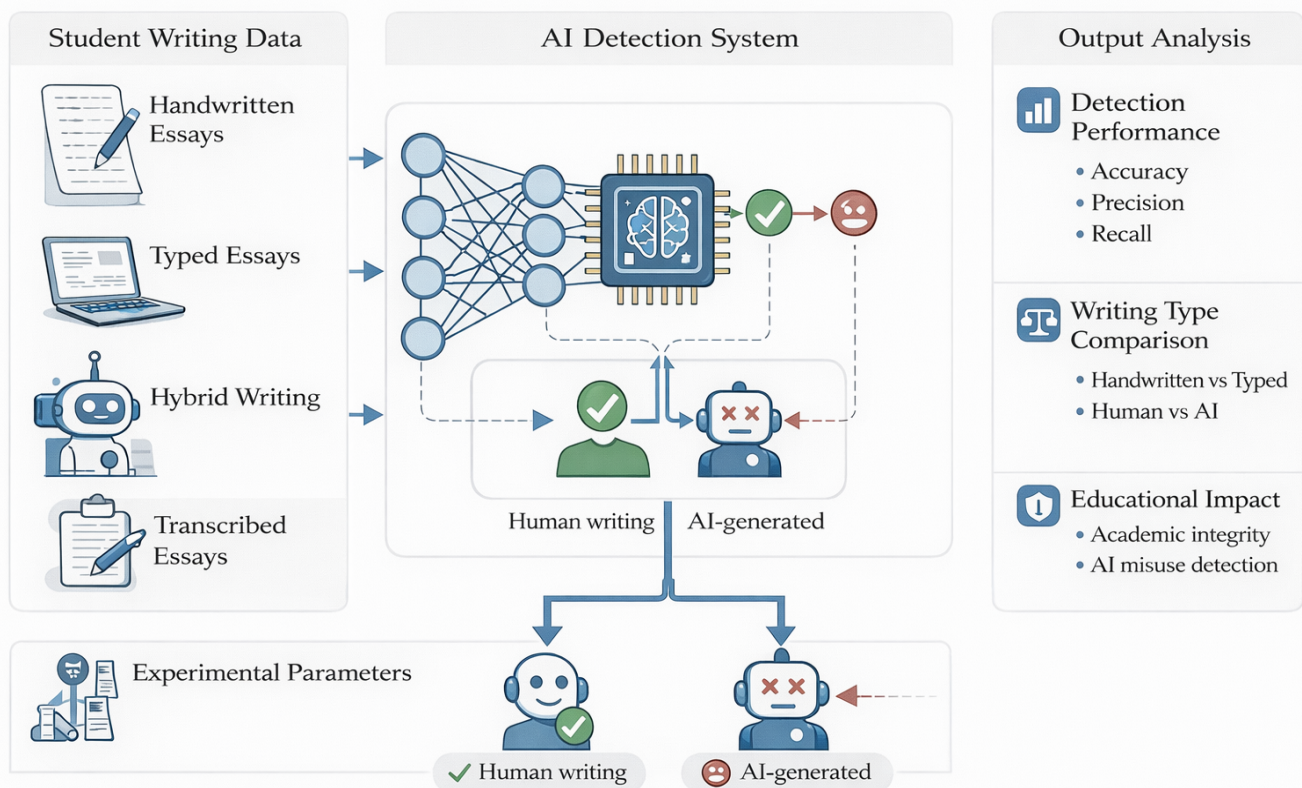 Student Writing Data
Handwritten
Essays
Typed Essays
Hybrid Writing
Transcribed
Essays
AI Detection System
Human writing
AI-generated
Output Analysis
Detection
Performance
• Accuracy
• Precision
• Recall
Writing Type
Comparison
• Handwritten vs Typed
• Human vs AI
Educational Impact
• Academic integrity
• AI misuse detection
Experimental Parameters
Human writing
AI-generated